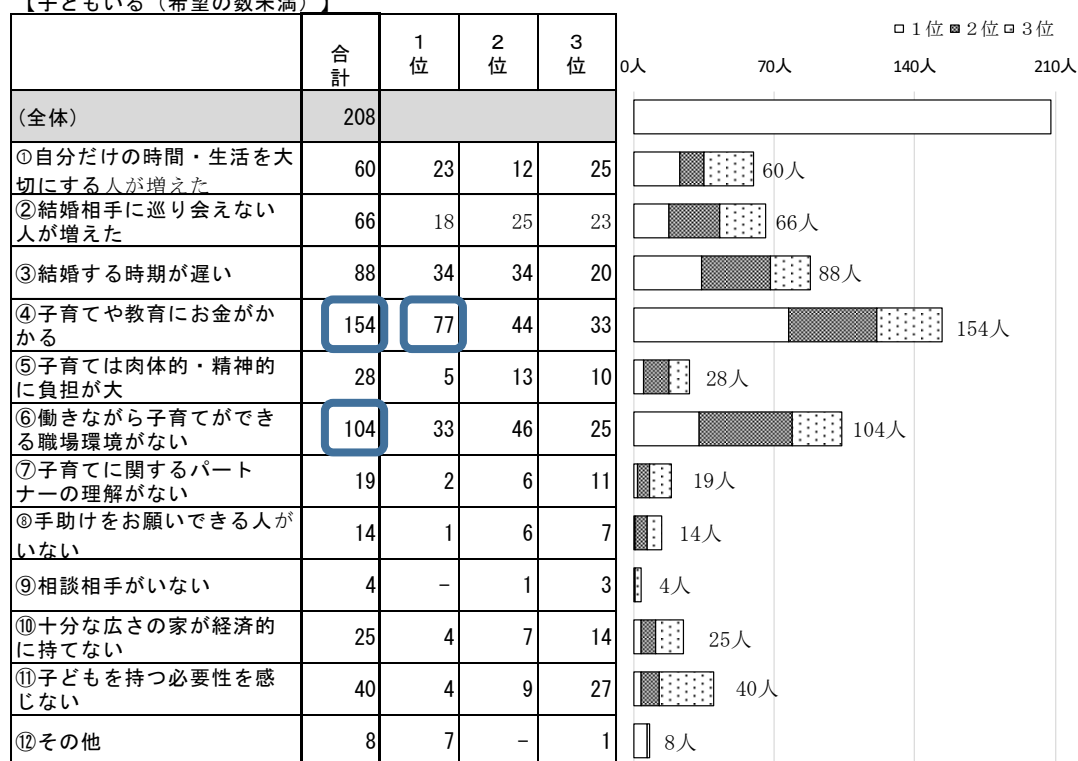 【子どもいる（希望の数未満）】
□1位 ■2位 □3位
合計 1位 2位 3位
0人 70人 140人 210人
(全体) 208
①自分だけの時間・生活を大
切にする人が増えた 60 23 12 25 60人
②結婚相手に巡り会えない
人が増えた 66 18 25 23 66人
③結婚する時期が遅い 88 34 34 20 88人
④子育てや教育にお金がか
かる 154 77 44 33 154人
⑤子育ては肉体的・精神的
に負担が大 28 5 13 10 28人
⑥働きながら子育てができ
る職場環境がない 104 33 46 25 104人
⑦子育てに関するパート
ナーの理解がない 19 2 6 11 19人
⑧手助けをお願いできる人が
いない 14 1 6 7 14人
⑨相談相手がいない 4 － 1 3 4人
⑩十分な広さの家が経済的
に持てない 25 4 7 14 25人
⑪子どもを持つ必要性を感
じない 40 4 9 27 40人
⑫その他 8 7 － 1 8人